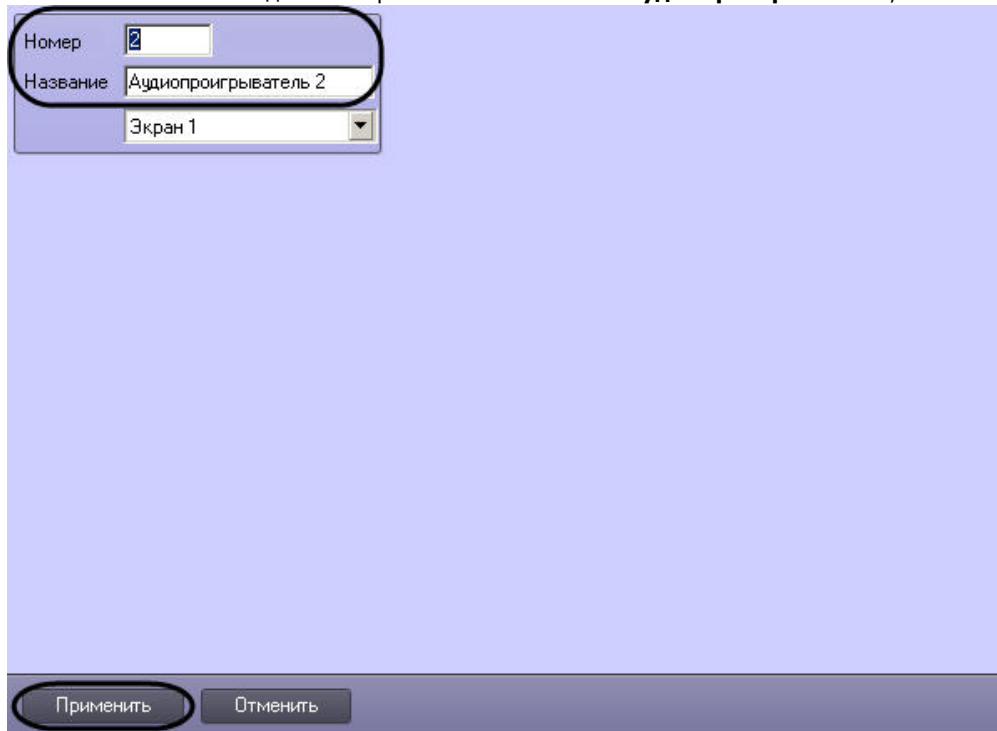 Номер 2
Название Аудиопроигрыватель 2
Экран 1
Применить Отменить